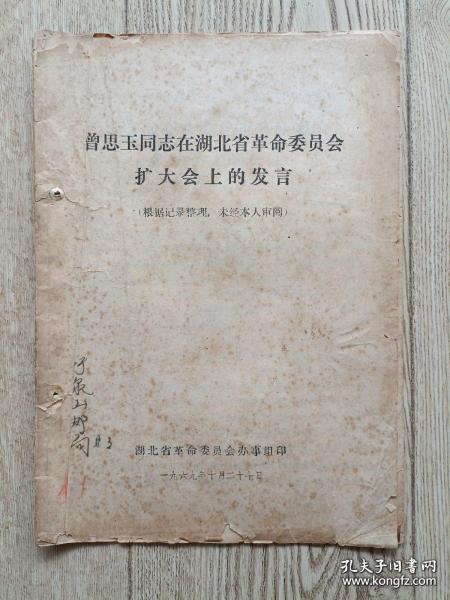 曾思玉同志在湖北省革命委员会
扩大会上的发言
(根据记录整理，未经本人审阅)
湖北省革命委员会办事组印
一九六九年十月二十七日
#3
孔夫子旧书网
www.kongfz.com